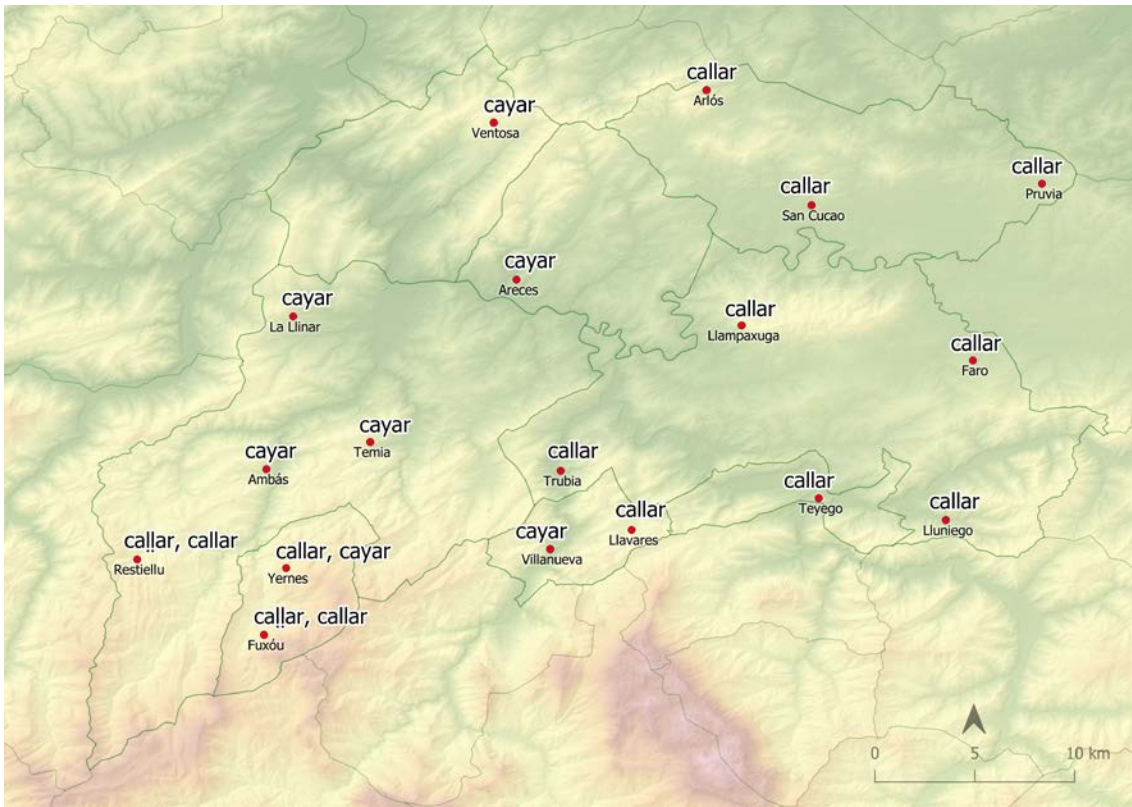 callar
Arlós
cayar
Ventosa
callar
Pruvia
callar
San Cucao
cayar
Areces
cayar
La Llinar
callar
Llampaxuga
callar
Faro
cayar
Temia
cayar
Ambás
callar
Trubia
callar
Teyego
callar
Lluniego
callar
Llavares
cayar
Villanueva
caḷḷar, callar
Restiellu
callar, cayar
Yernes
caḷḷar, callar
Fuxóu
0 5 10 km